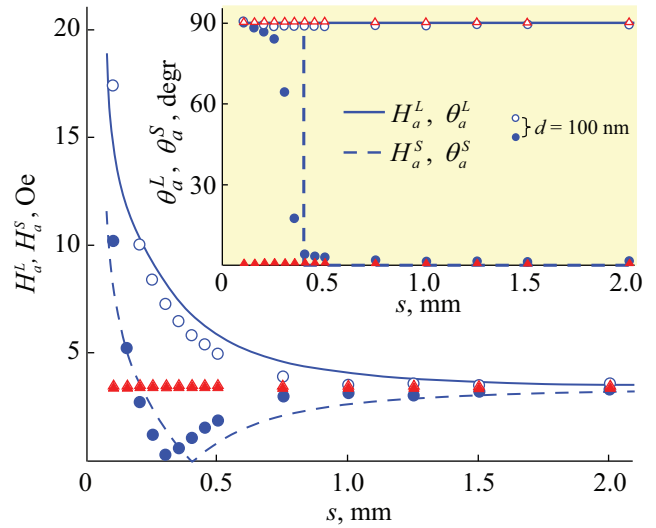 20
15
10
5
0
H_a^L, H_a^S, Oe
0
0.5
1.0
1.5
2.0
s, mm
90
60
30
θ_a^L, θ_a^S, degr
0
0.5
1.0
1.5
2.0
s, mm
H_a^L, θ_a^L
H_a^S, θ_a^S
d = 100 nm